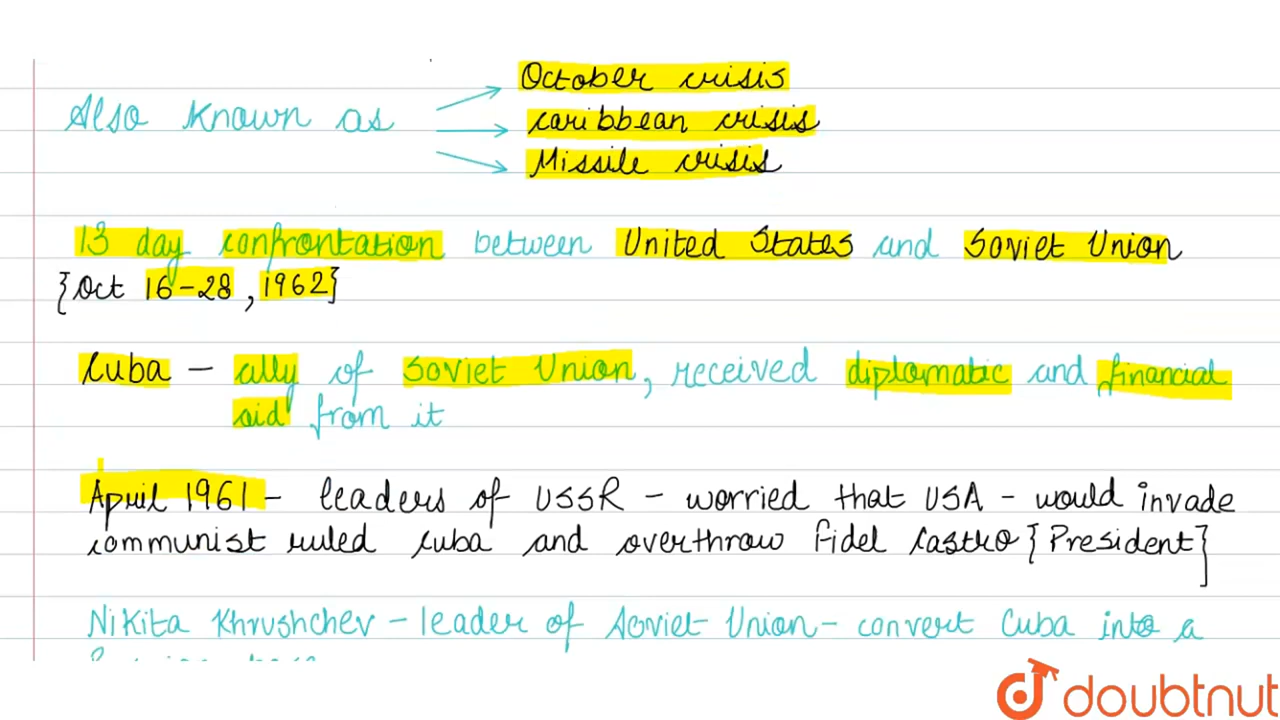 Also known as
October crisis
caribbean crisis
Missile crisis
13 day confrontation between United States and Soviet Union
{Oct 16-28, 1962}
Cuba - ally of Soviet Union, received diplomatic and financial
aid from it
April 1961 - leaders of USSR - worried that USA - would invade
communist ruled Cuba and overthrow Fidel Castro {President}
Nikita Khrushchev - leader of Soviet Union - convert Cuba into a
doubtnut